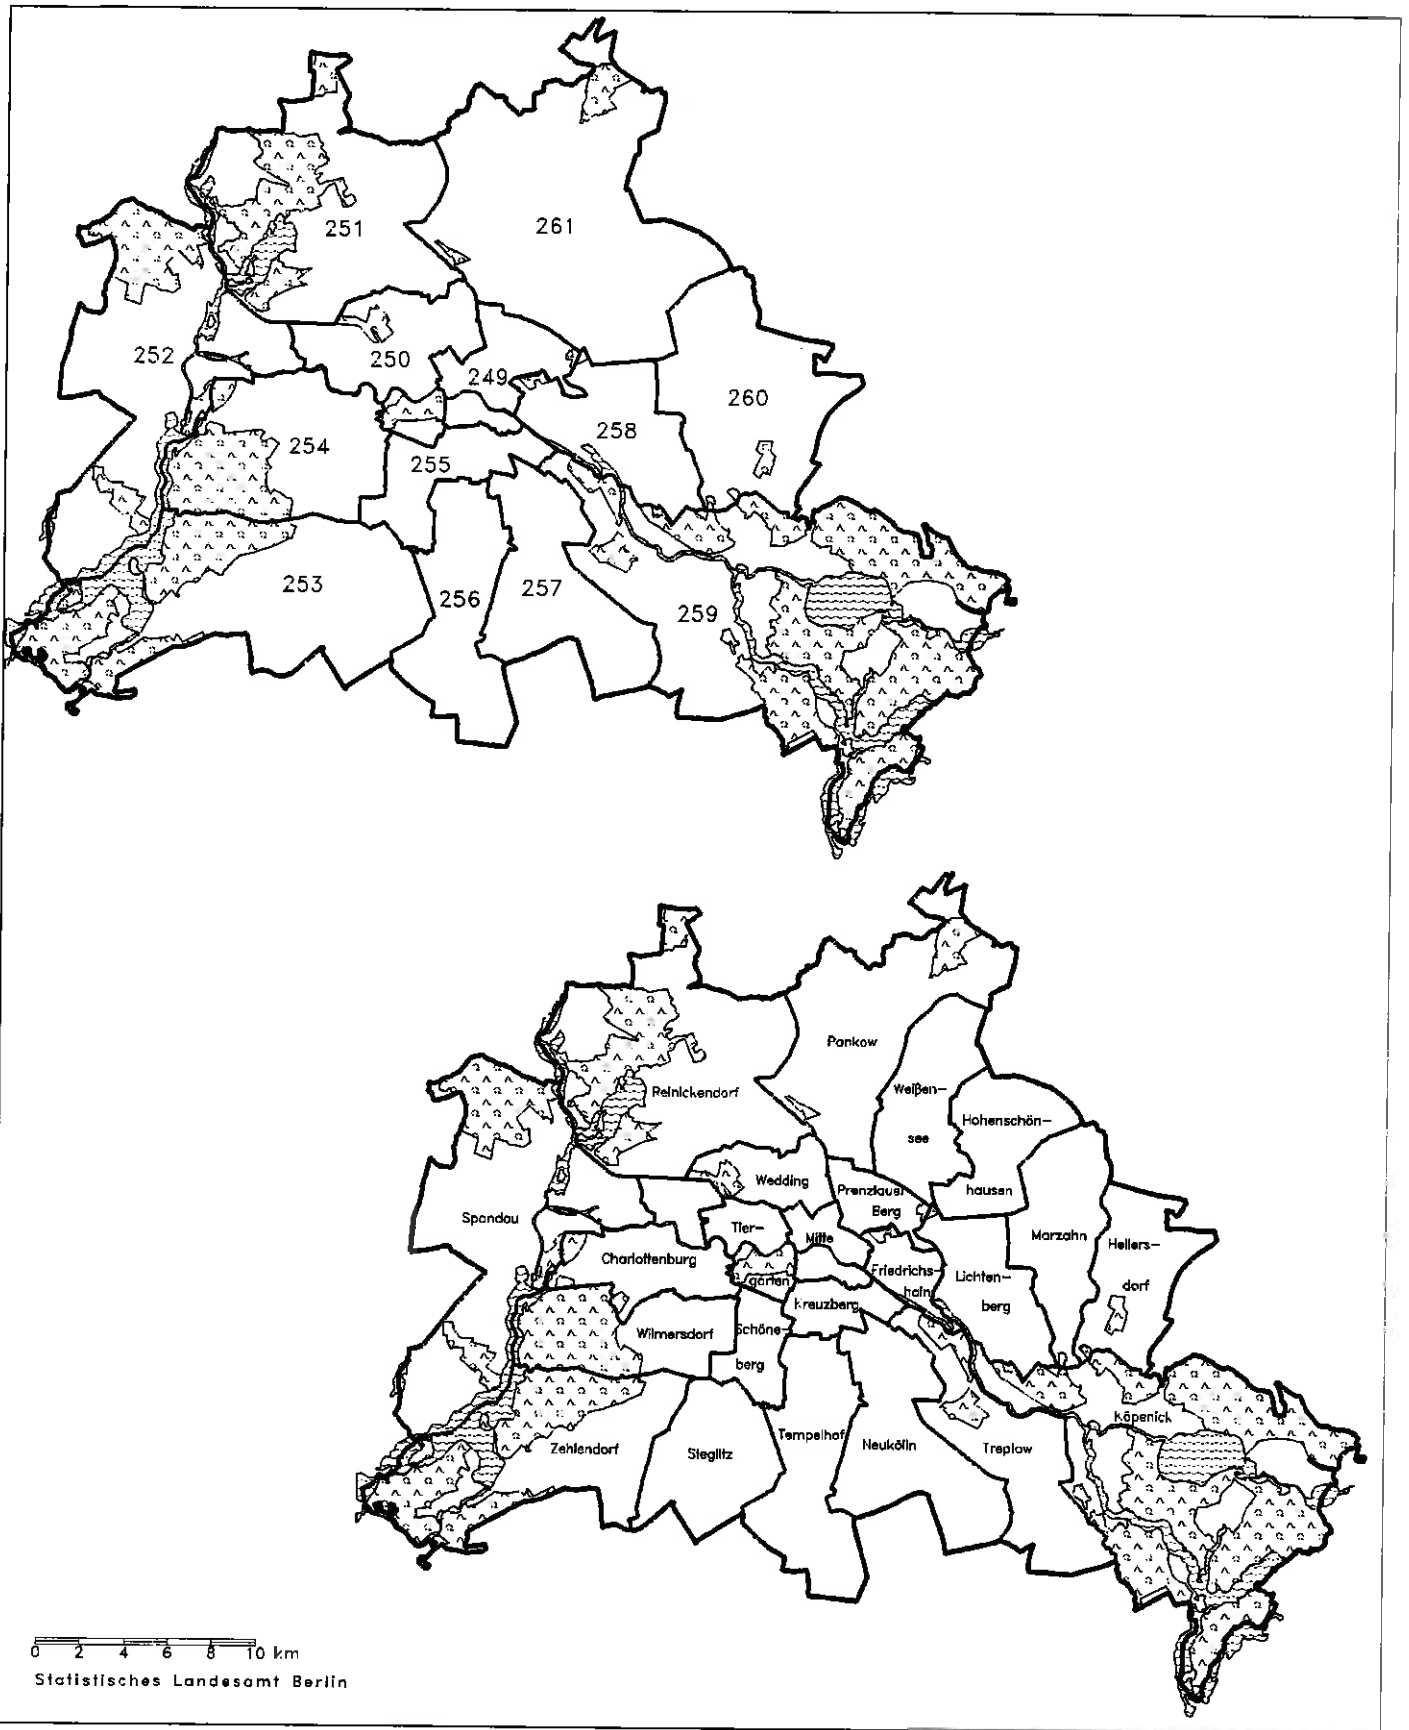 251
261
252
250
249
260
254
255
258
253
256
257
259
Pankow
Reinickendorf
Weißen-
Hohenschön-
see
Wedding
hausen
Prenzlauer
Berg
Spandau
Tier-
Mitte
Marzahn
Hellers-
Charlottenburg
garten
Friedrichs-
hain
Lichten-
dorf
berg
Kreuzberg
Wilmersdorf
Schöne-
berg
Köpenick
Zehlendorf
Steglitz
Tempelhof
Neukölln
Treptow
0 2 4 6 8 10 km
Statistisches Landesamt Berlin